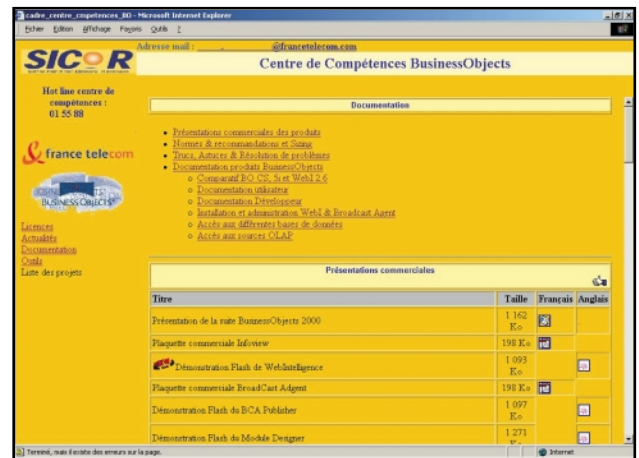 cadre_centre_competences_BO - Microsoft Internet Explorer
Fichier Edition Affichage Favoris Outils ?
Adresse mail : @francetelecom.com
SICOR
Centre de Compétences BusinessObjects
Hot line centre de
compétences :
01 55 88
france telecom
BUSINESS OBJECTS
Licences
Actualités
Documentation
Outils
Liste des projets
Documentation
Présentations commerciales des produits
Normes & recommandations et Sizing
Trucs, Astuces & Résolution de problèmes
Documentation produits BusinessObjects
Comparatif BO CS, 5i et WebI 2.6
Documentation utilisateur
Documentation Développeur
Installation et administration WebI & Broadcast Agent
Accès aux différentes bases de données
Accès aux sources OLAP
Présentations commerciales
Titre Taille Français Anglais
Présentation de la suite BusinessObjects 2000 1 162 Ko
Plaquette commerciale Infoview 198 Ko
Démonstration Flash de WebIntelligence 1 093 Ko
Plaquette commerciale BroadCast Adgent 198 Ko
Démonstration Flash du BCA Publisher 1 097 Ko
Démonstration Flash du Module Designer 1 271
Terminé, mais il existe des erreurs sur la page.
Internet